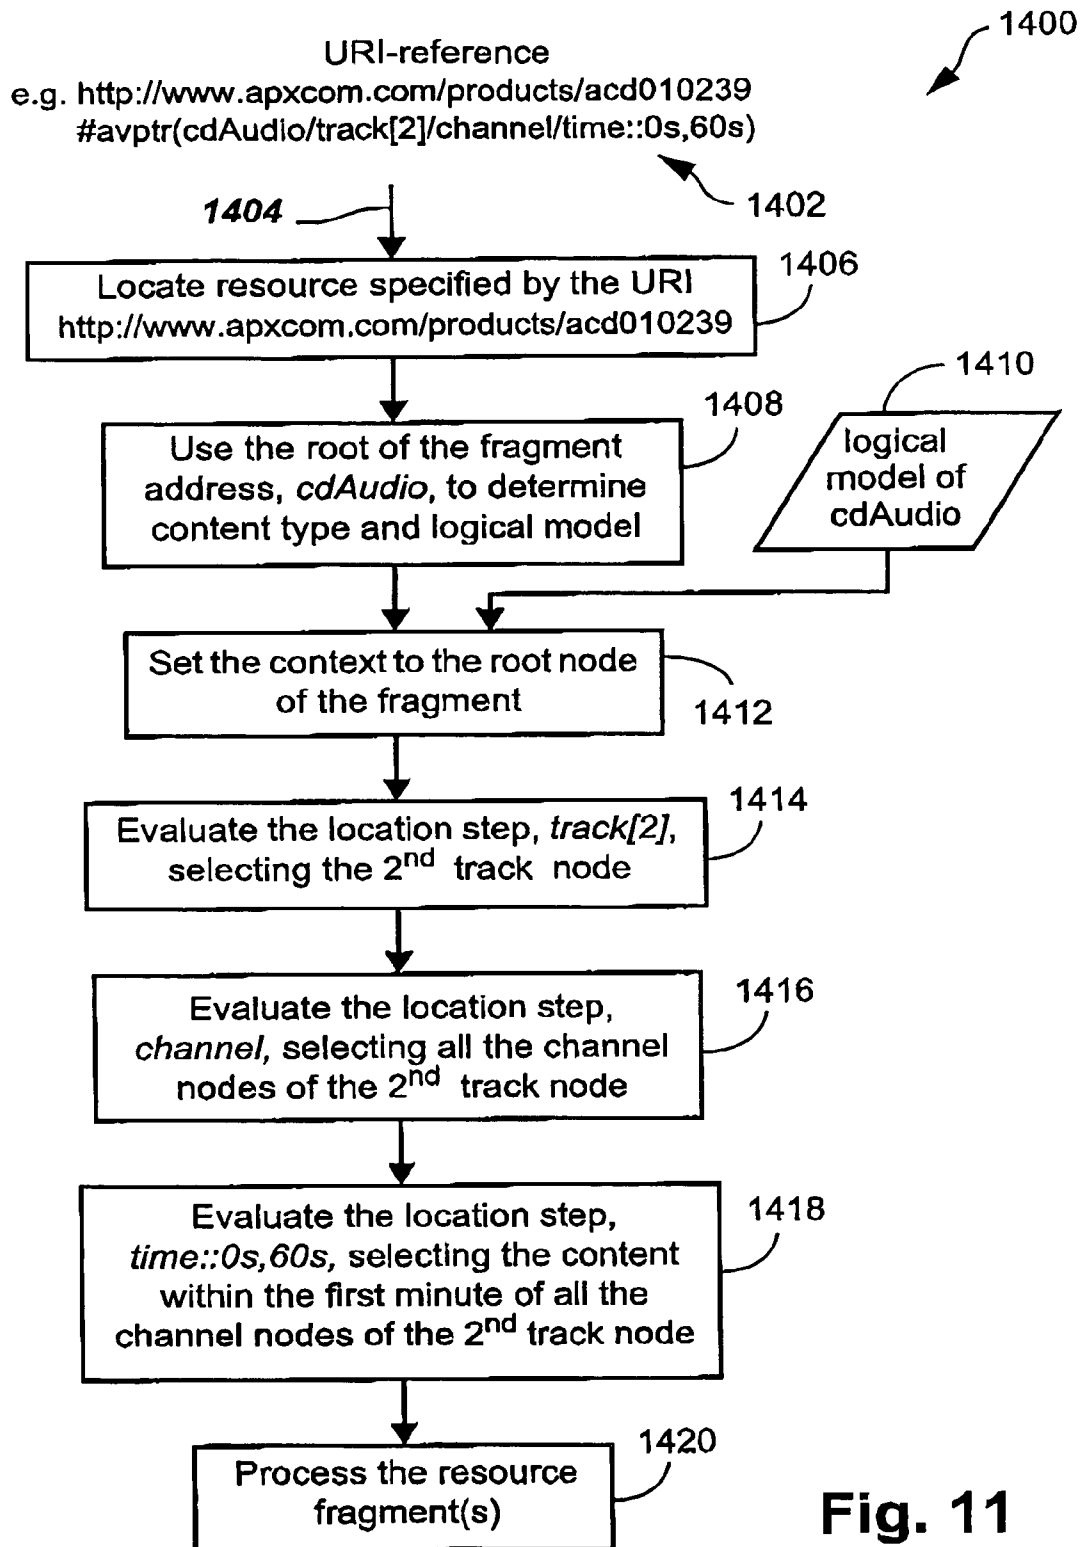 1400
URI-reference
e.g. http://www.apxcom.com/products/acd010239
#avptr(cdAudio/track[2]/channel/time::0s,60s)
1402
1404
1406
Locate resource specified by the URI
http://www.apxcom.com/products/acd010239
1410
1408
Use the root of the fragment
address, cdAudio, to determine
content type and logical model
logical
model of
cdAudio
Set the context to the root node
of the fragment
1412
1414
Evaluate the location step, track[2],
selecting the 2nd track node
1416
Evaluate the location step,
channel, selecting all the channel
nodes of the 2nd track node
1418
Evaluate the location step,
time::0s,60s, selecting the content
within the first minute of all the
channel nodes of the 2nd track node
1420
Process the resource
fragment(s)
Fig. 11